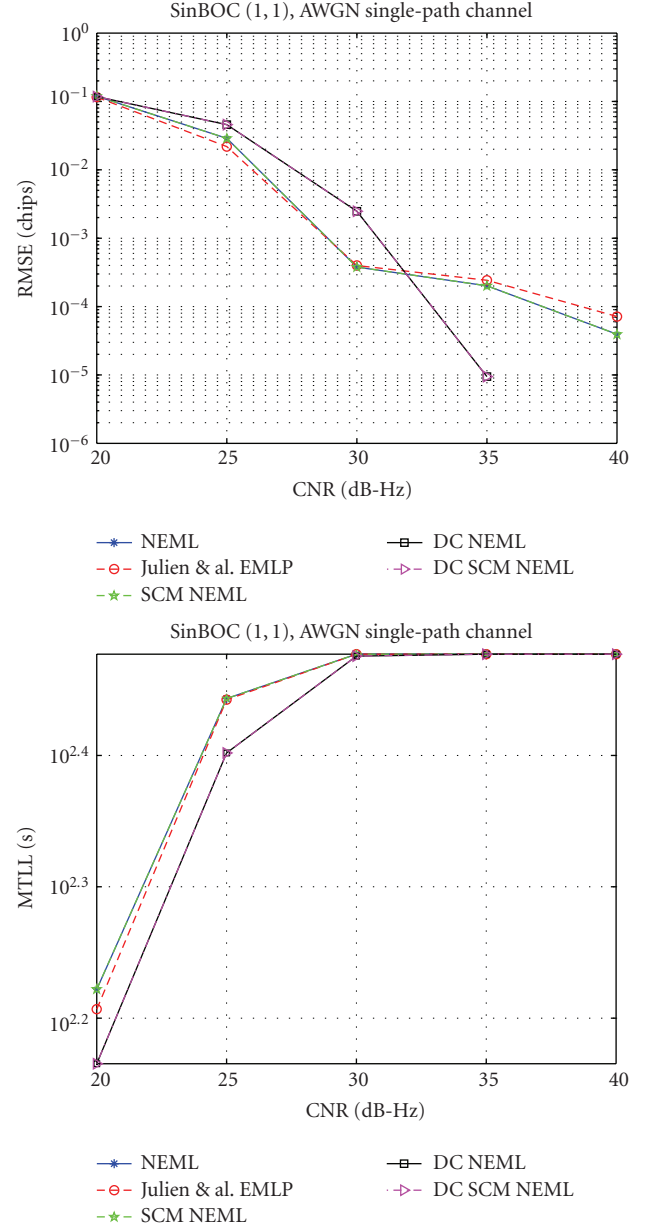 SinBOC (1, 1), AWGN single-path channel
10^0
10^−1
10^−2
10^−3
10^−4
10^−5
10^−6
RMSE (chips)
20 25 30 35 40
CNR (dB-Hz)
NEML
Julien & al. EMLP
SCM NEML
DC NEML
DC SCM NEML
SinBOC (1, 1), AWGN single-path channel
10^2.4
10^2.3
10^2.2
MTLL (s)
20 25 30 35 40
CNR (dB-Hz)
NEML
Julien & al. EMLP
SCM NEML
DC NEML
DC SCM NEML